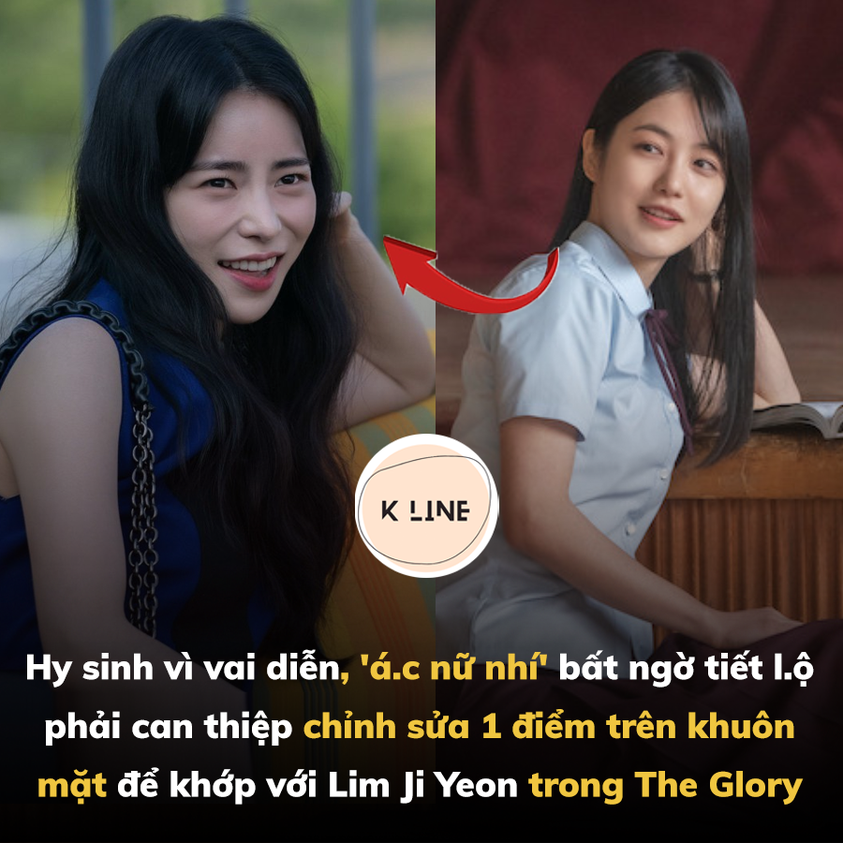 K LINE
Hy sinh vì vai diễn, 'á.c nữ nhí' bất ngờ tiết l.ộ
phải can thiệp chỉnh sửa 1 điểm trên khuôn
mặt để khớp với Lim Ji Yeon trong The Glory